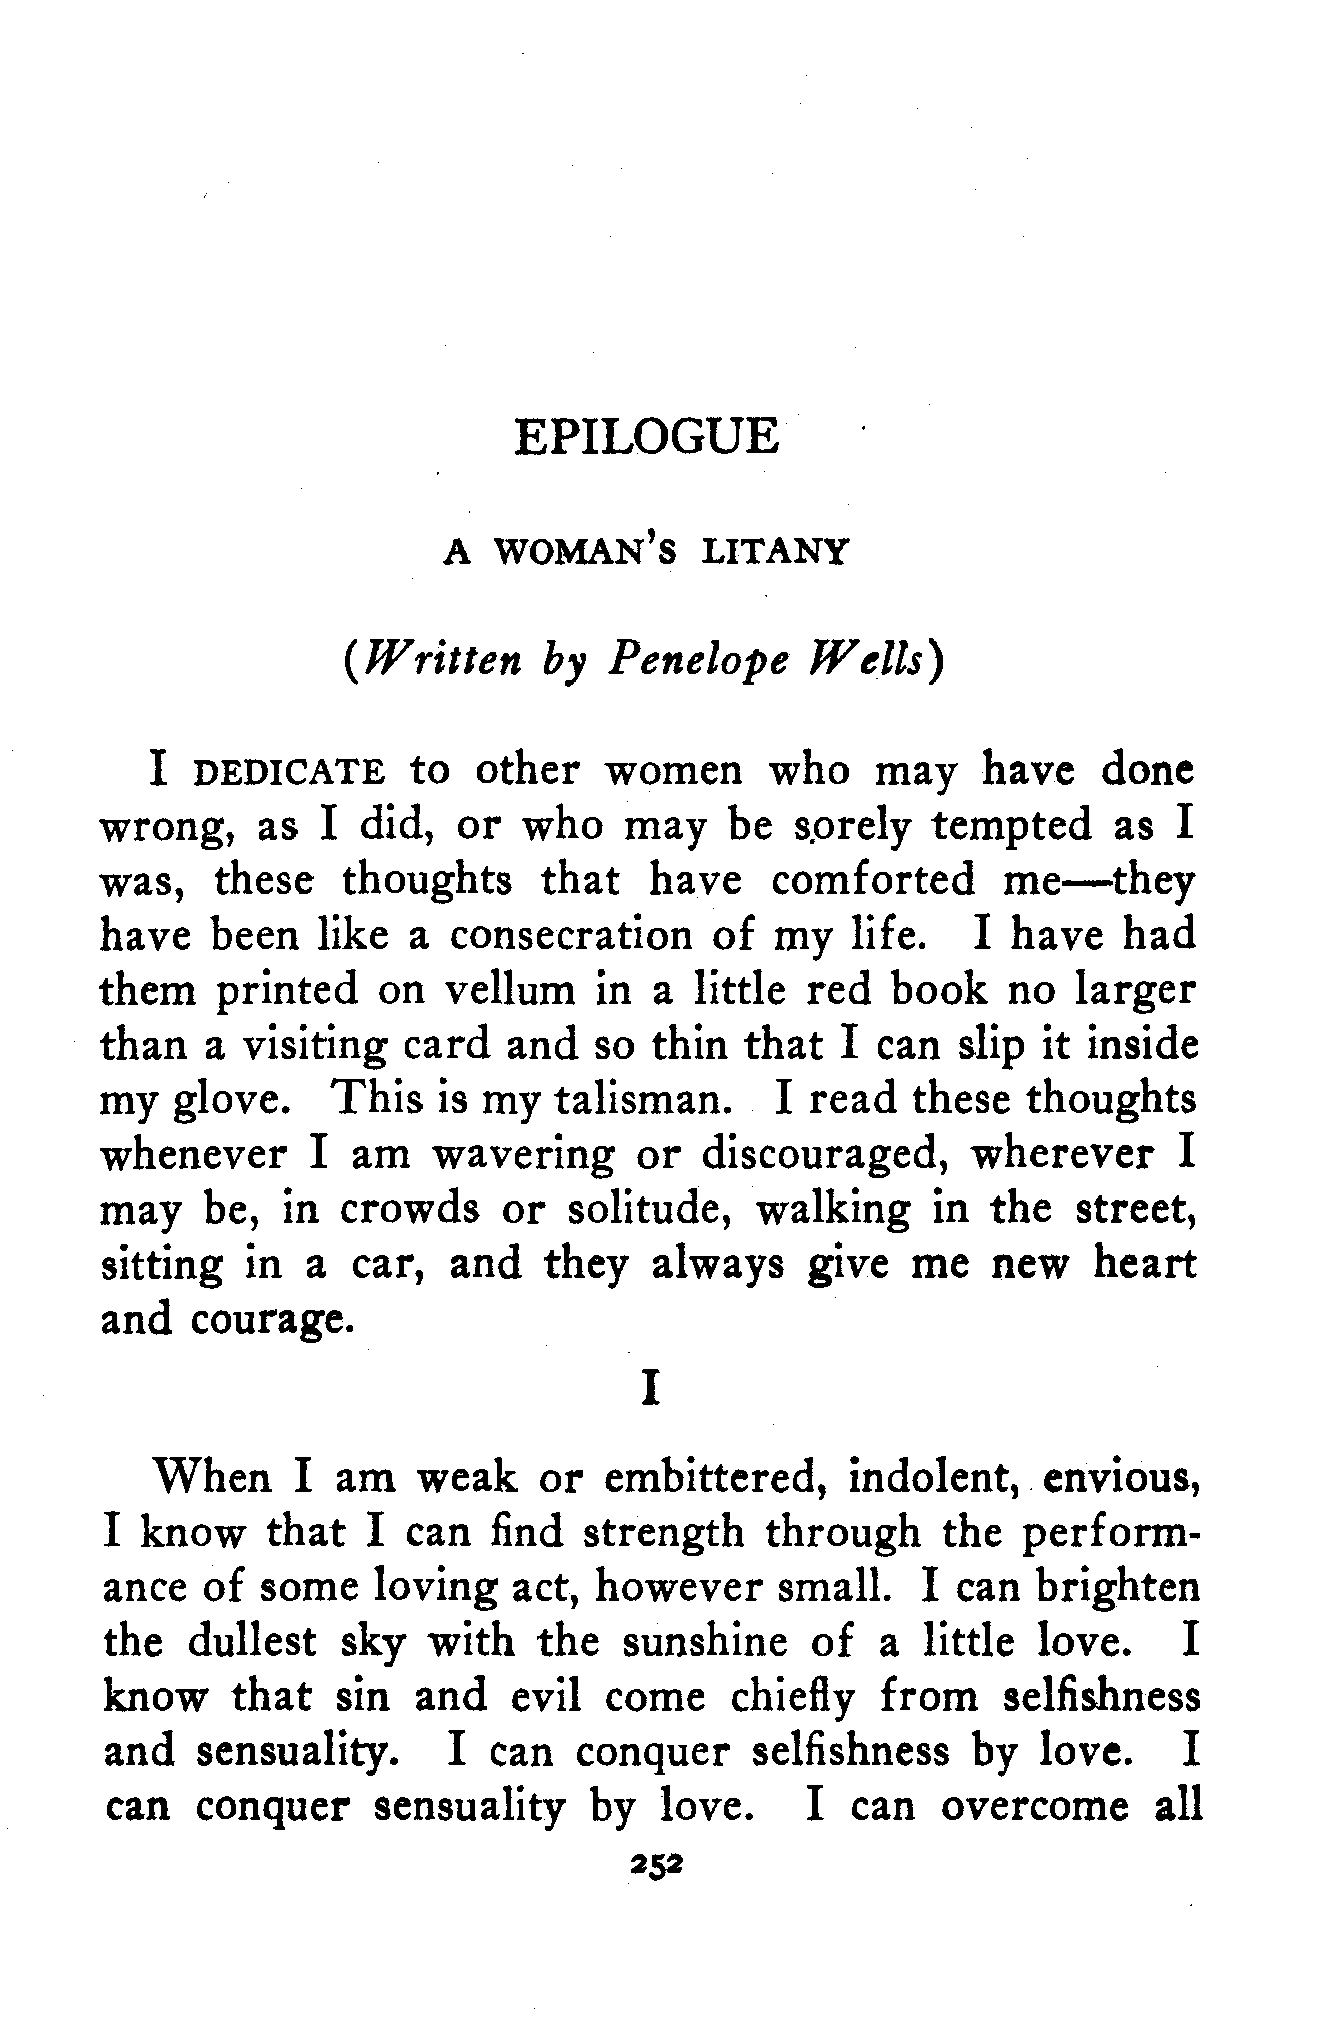 EPILOGUE
A WOMAN'S LITANY
(Written by Penelope Wells)
I DEDICATE to other women who may have done
wrong, as I did, or who may be sorely tempted as I
was, these thoughts that have comforted me—they
have been like a consecration of my life. I have had
them printed on vellum in a little red book no larger
than a visiting card and so thin that I can slip it inside
my glove. This is my talisman. I read these thoughts
whenever I am wavering or discouraged, wherever I
may be, in crowds or solitude, walking in the street,
sitting in a car, and they always give me new heart
and courage.
I
When I am weak or embittered, indolent, envious,
I know that I can find strength through the perform-
ance of some loving act, however small. I can brighten
the dullest sky with the sunshine of a little love. I
know that sin and evil come chiefly from selfishness
and sensuality. I can conquer selfishness by love. I
can conquer sensuality by love. I can overcome all
252